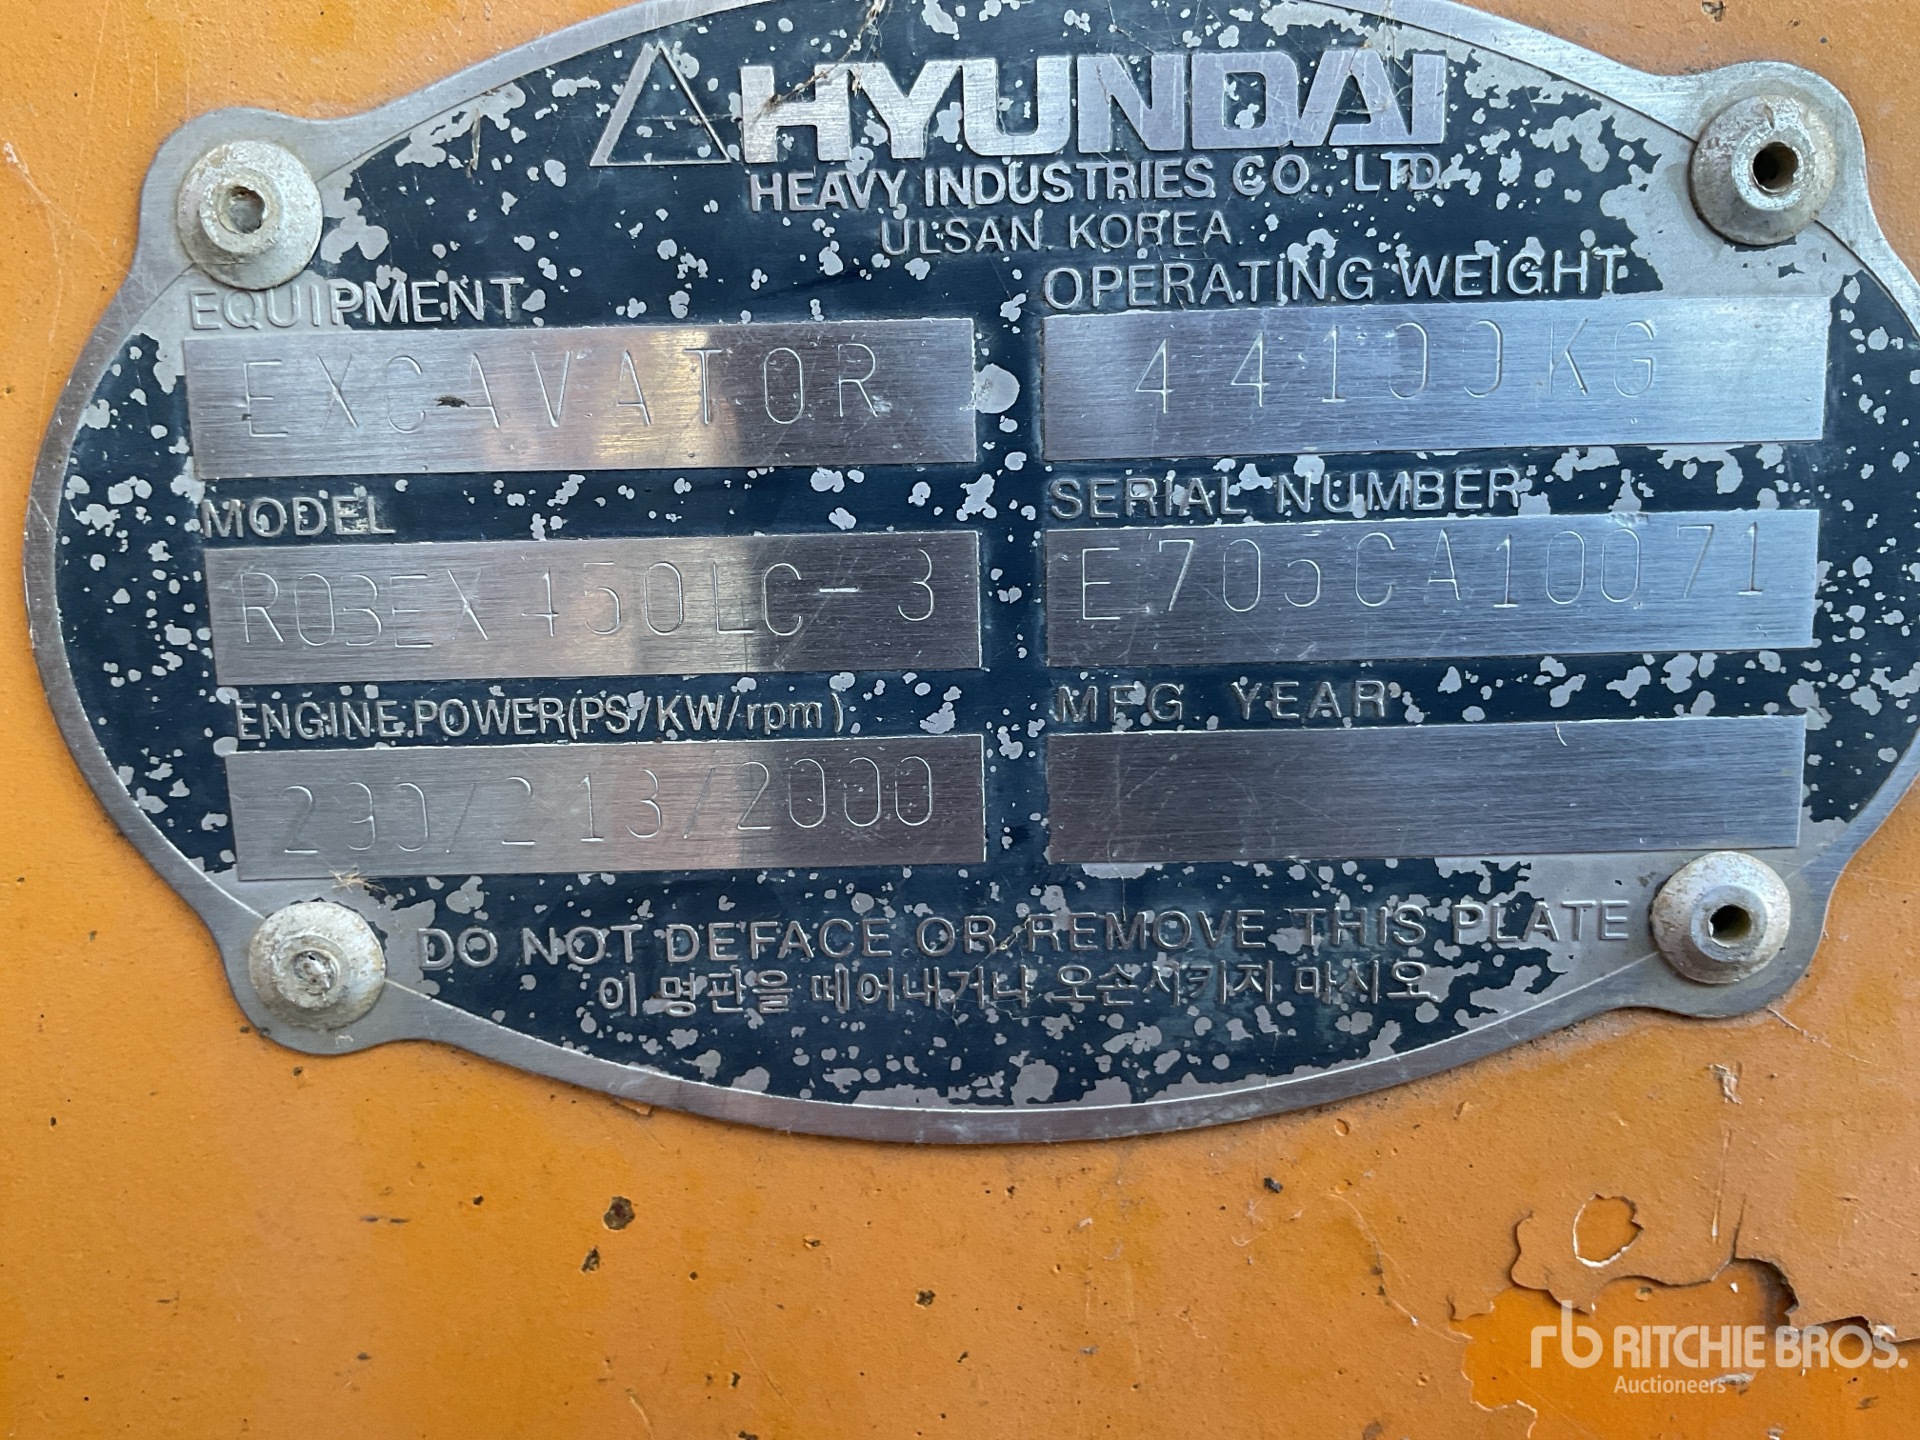 HYUNDAI
HEAVY INDUSTRIES CO., LTD.
ULSAN KOREA
EQUIPMENT
EXCAVATOR
OPERATING WEIGHT
44100KG
MODEL
ROBEX 450LC-3
SERIAL NUMBER
E705CA10071
ENGINE POWER(PS/KW/rpm)
290/213/2000
MFG. YEAR
DO NOT DEFACE OR REMOVE THIS PLATE
이 명판을 떼어내거나 오손시키지 마시오
rb RITCHIE BROS.
Auctioneers